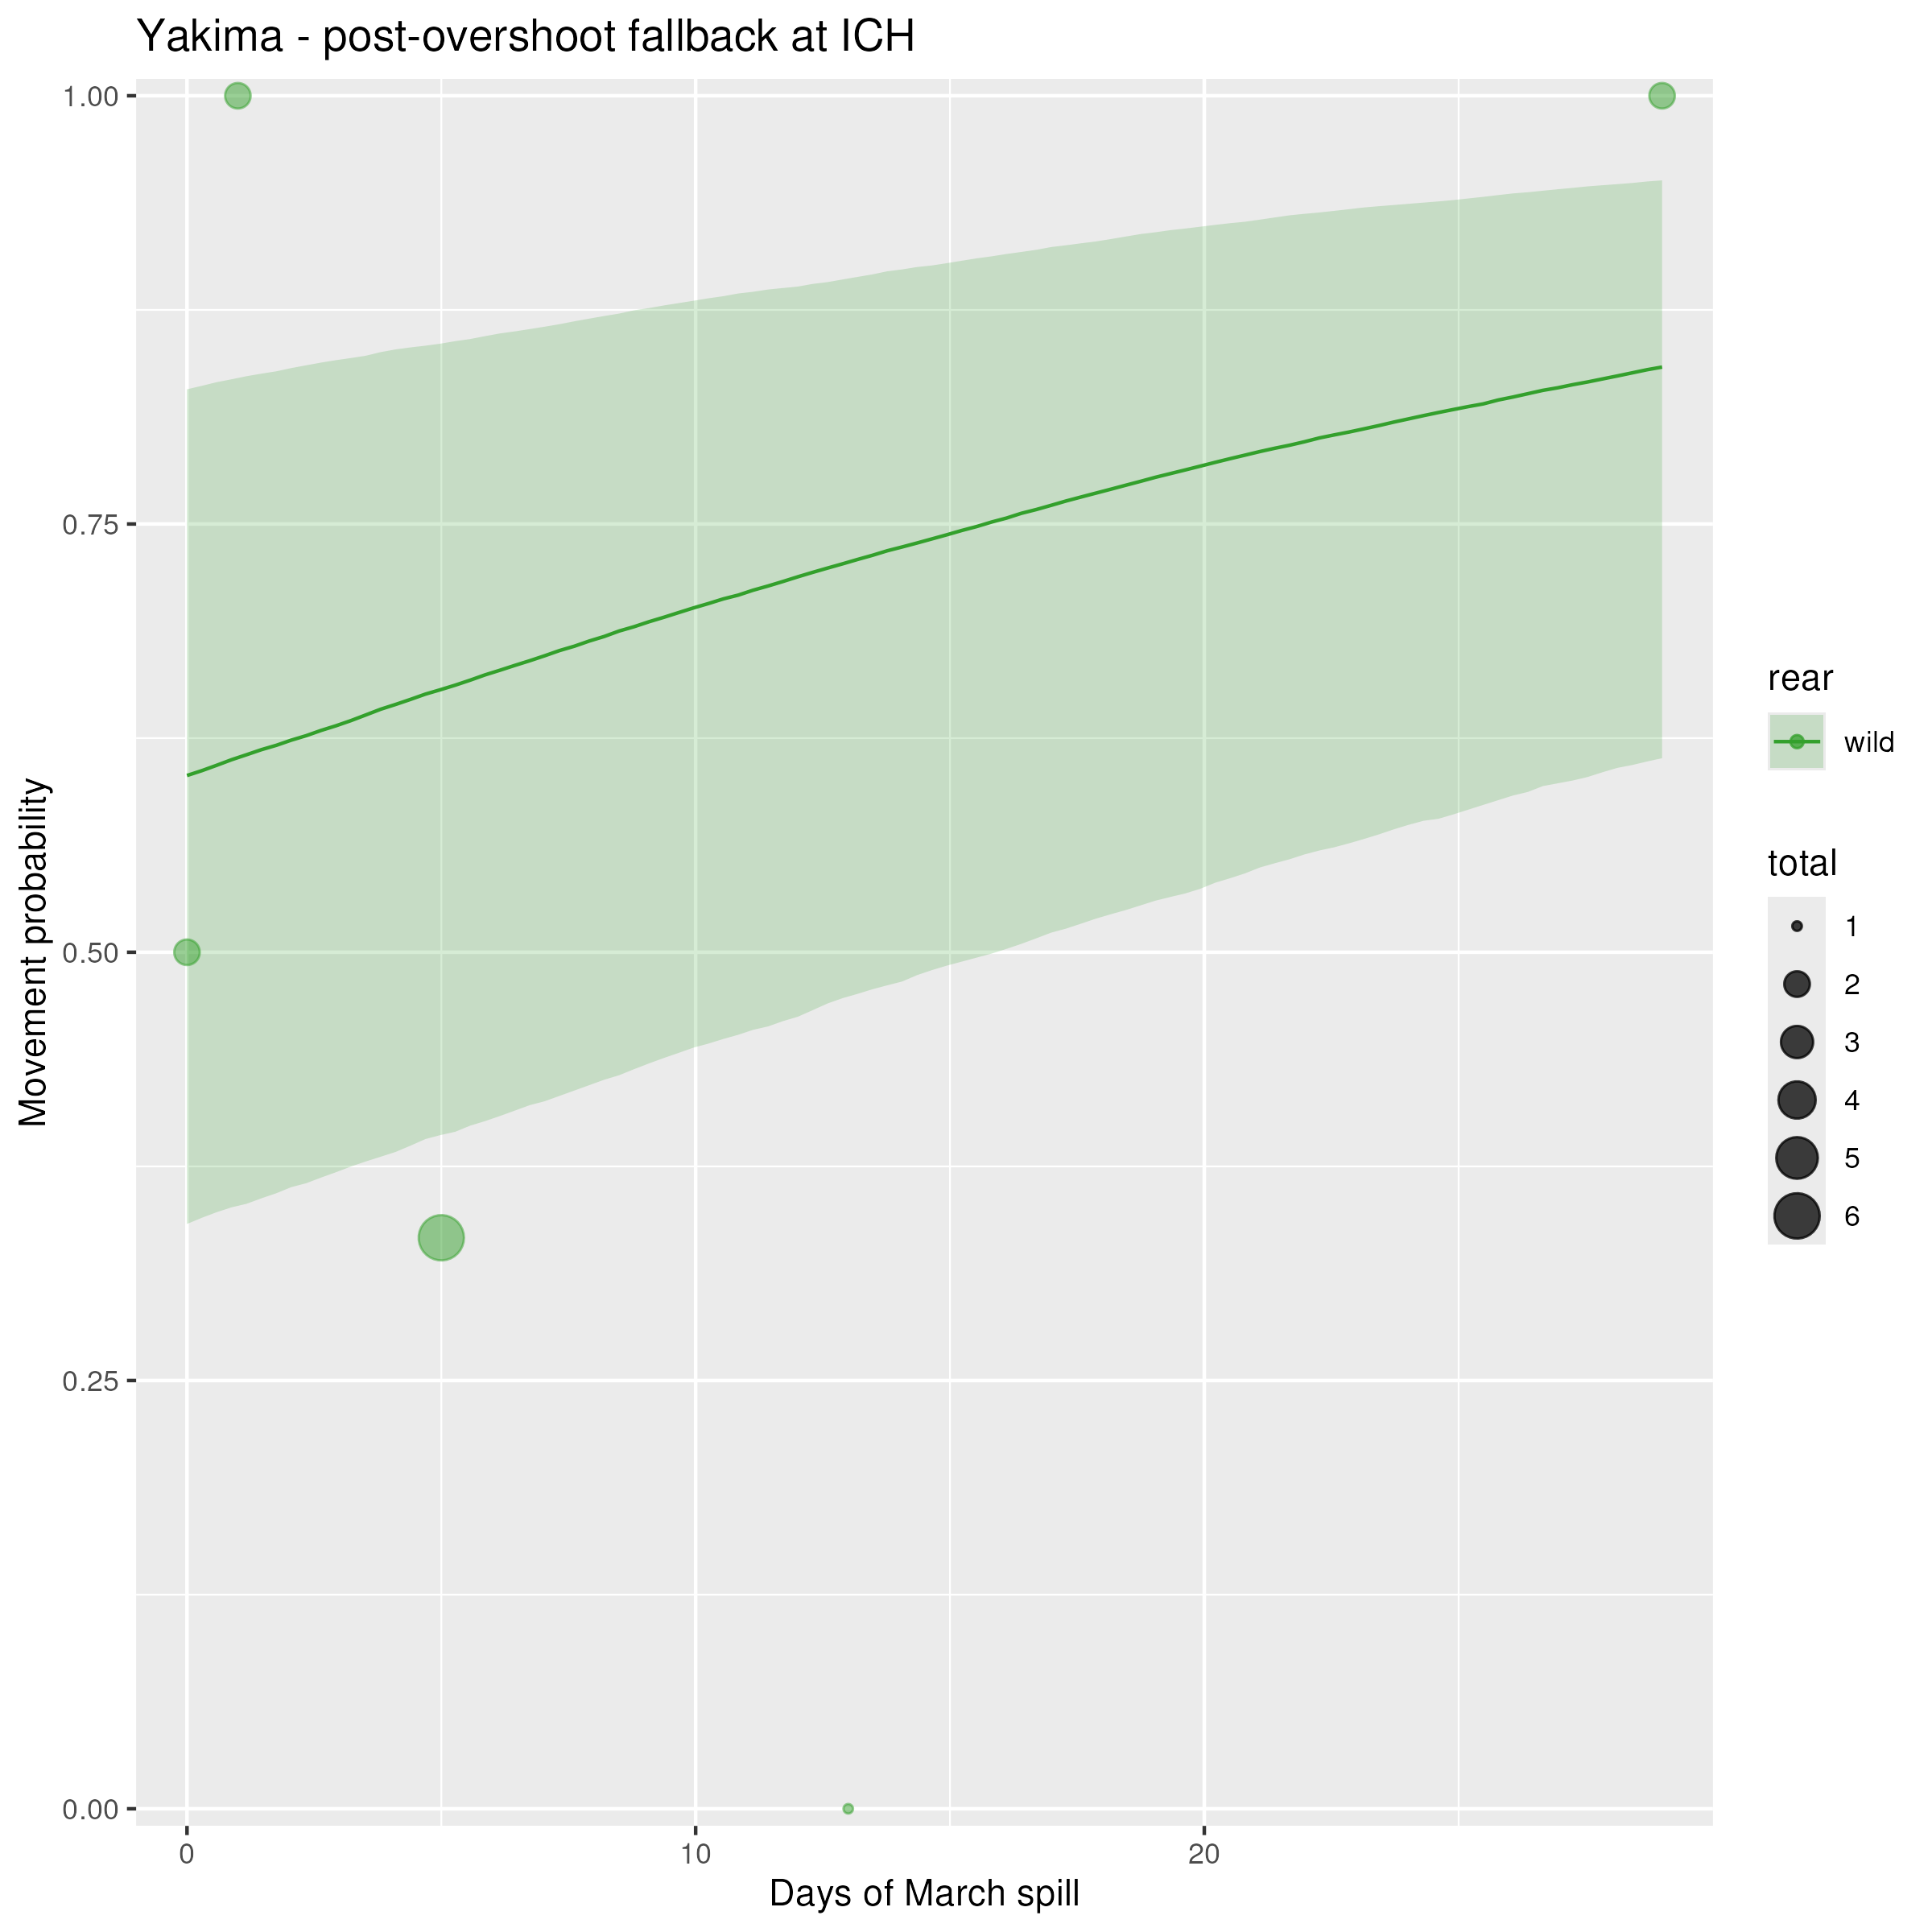 Yakima - post-overshoot fallback at ICH
1.00
0.75
0.50
0.25
0.00
Movement probability
0
10
20
Days of March spill
rear
wild
total
1
2
3
4
5
6